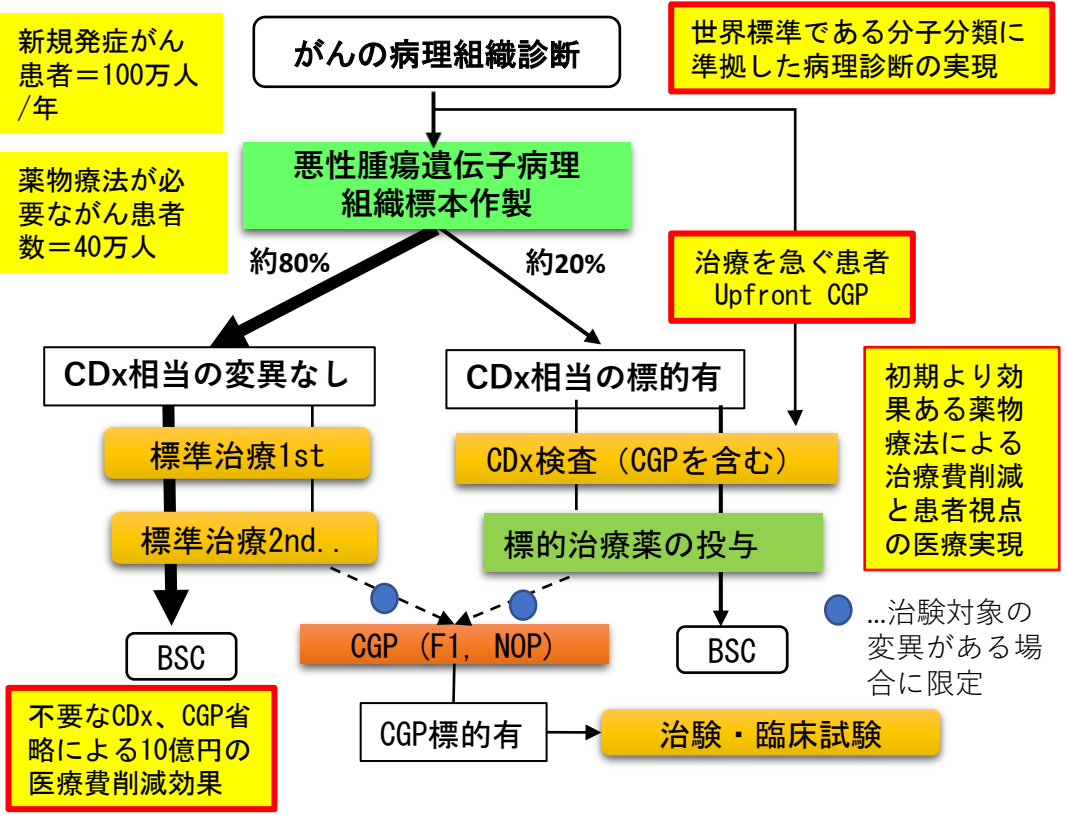 新規発症がん
患者＝100万人
/年
がんの病理組織診断
世界標準である分子分類に
準拠した病理診断の実現
薬物療法が必
要ながん患者
数＝40万人
悪性腫瘍遺伝子病理
組織標本作製
約80%
約20%
治療を急ぐ患者
Upfront CGP
CDx相当の変異なし
CDx相当の標的有
初期より効
果ある薬物
療法による
治療費削減
と患者視点
の医療実現
標準治療1st
CDx検査（CGPを含む）
標準治療2nd..
標的治療薬の投与
…治験対象の
変異がある場
合に限定
BSC
CGP（F1, NOP）
BSC
不要なCDx、CGP省
略による10億円の
医療費削減効果
CGP標的有
治験・臨床試験